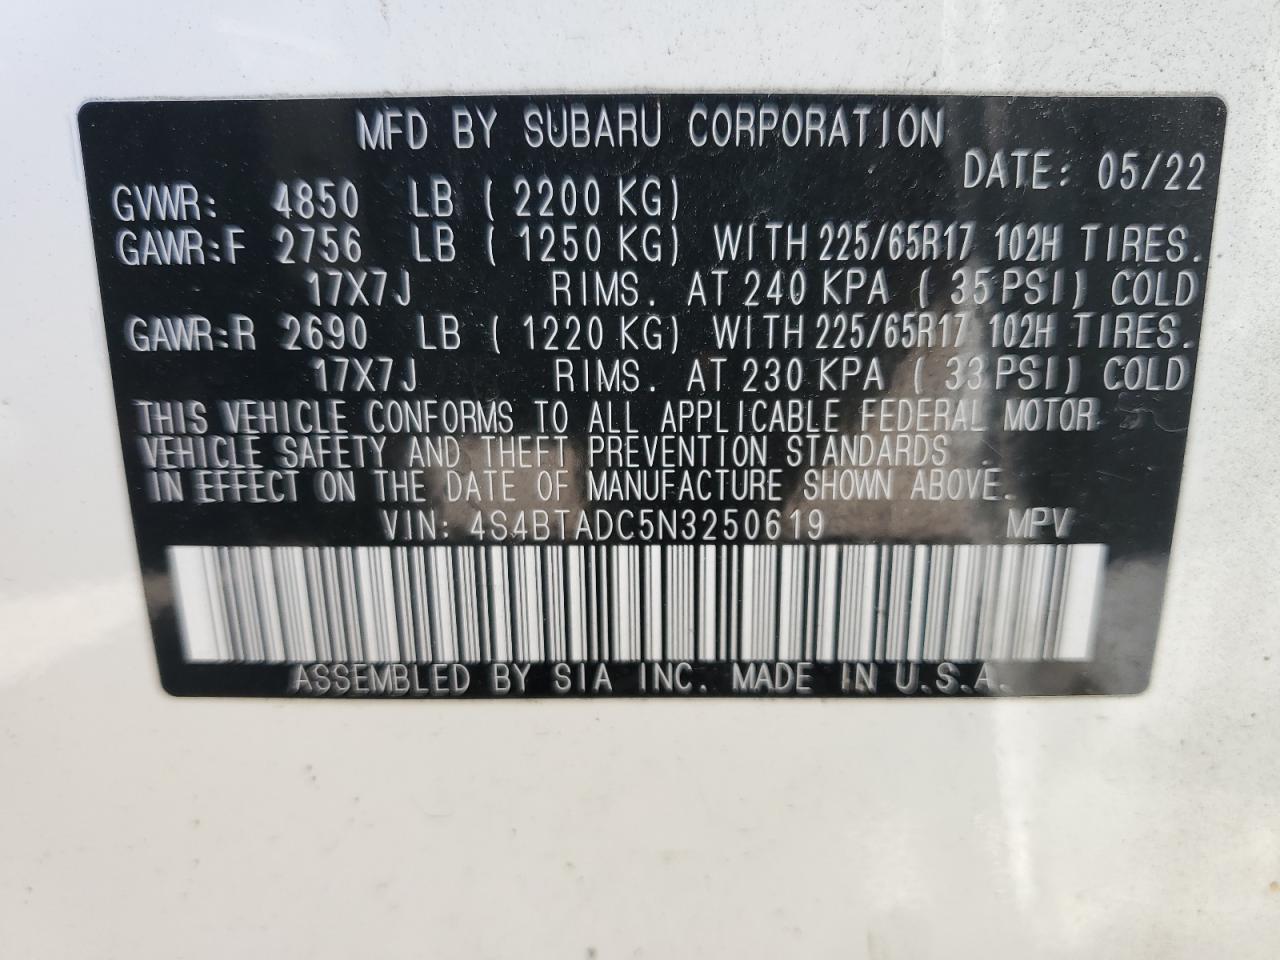 MFD BY SUBARU CORPORATION
DATE: 05/22
GVWR: 4850 LB ( 2200 KG)
GAWR:F 2756 LB ( 1250 KG) WITH 225/65R17 102H TIRES.
17X7J RIMS. AT 240 KPA ( 35 PSI) COLD
GAWR:R 2690 LB ( 1220 KG) WITH 225/65R17 102H TIRES.
17X7J RIMS. AT 230 KPA ( 33 PSI) COLD
THIS VEHICLE CONFORMS TO ALL APPLICABLE FEDERAL MOTOR
VEHICLE SAFETY AND THEFT PREVENTION STANDARDS
IN EFFECT ON THE DATE OF MANUFACTURE SHOWN ABOVE.
VIN: 4S4BTADC5N3250619 MPV
ASSEMBLED BY SIA INC. MADE IN U.S.A.